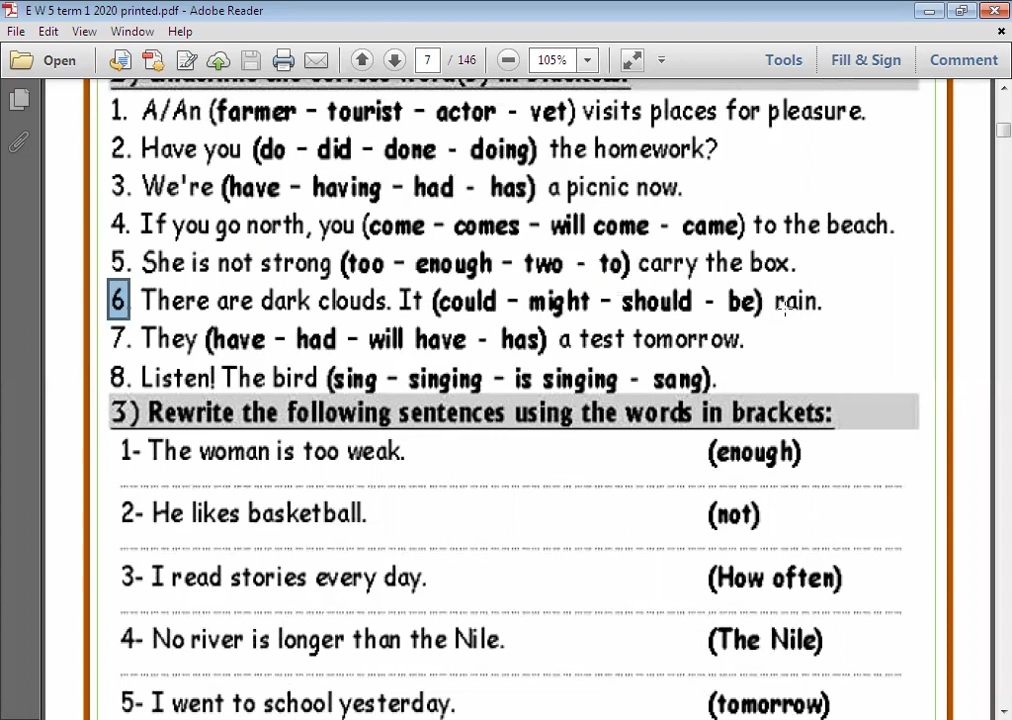 E W 5 term 1 2020 printed.pdf - Adobe Reader
File Edit View Window Help
Open 7 / 146 105% Tools Fill & Sign Comment
1. A/An (farmer – tourist – actor - vet) visits places for pleasure.
2. Have you (do – did – done - doing) the homework?
3. We're (have – having – had - has) a picnic now.
4. If you go north, you (come – comes – will come - came) to the beach.
5. She is not strong (too – enough – two - to) carry the box.
6. There are dark clouds. It (could – might – should - be) rain.
7. They (have – had – will have - has) a test tomorrow.
8. Listen! The bird (sing – singing – is singing - sang).
3) Rewrite the following sentences using the words in brackets:
1- The woman is too weak. (enough)
2- He likes basketball. (not)
3- I read stories every day. (How often)
4- No river is longer than the Nile. (The Nile)
5- I went to school yesterday. (tomorrow)